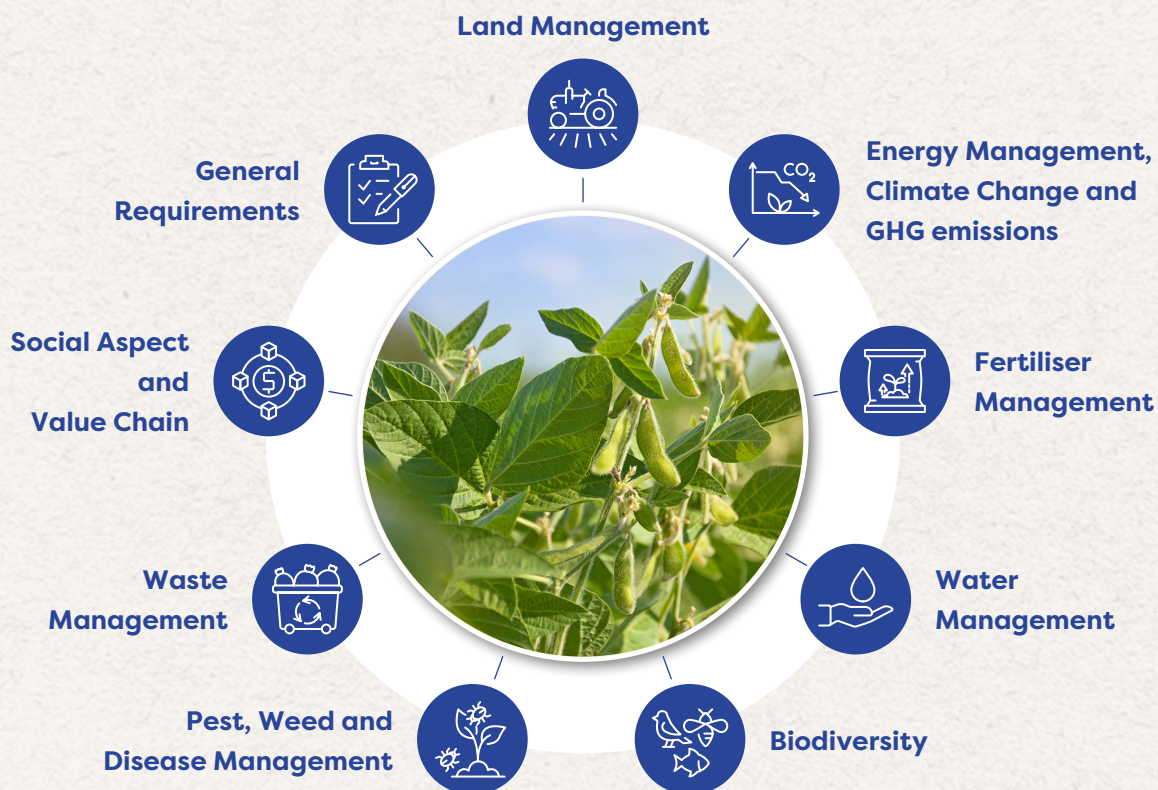 Land Management
Energy Management,
Climate Change and
GHG emissions
CO₂
Fertiliser
Management
Water
Management
Biodiversity
Pest, Weed and
Disease Management
Waste
Management
Social Aspect
and
Value Chain
$
General
Requirements